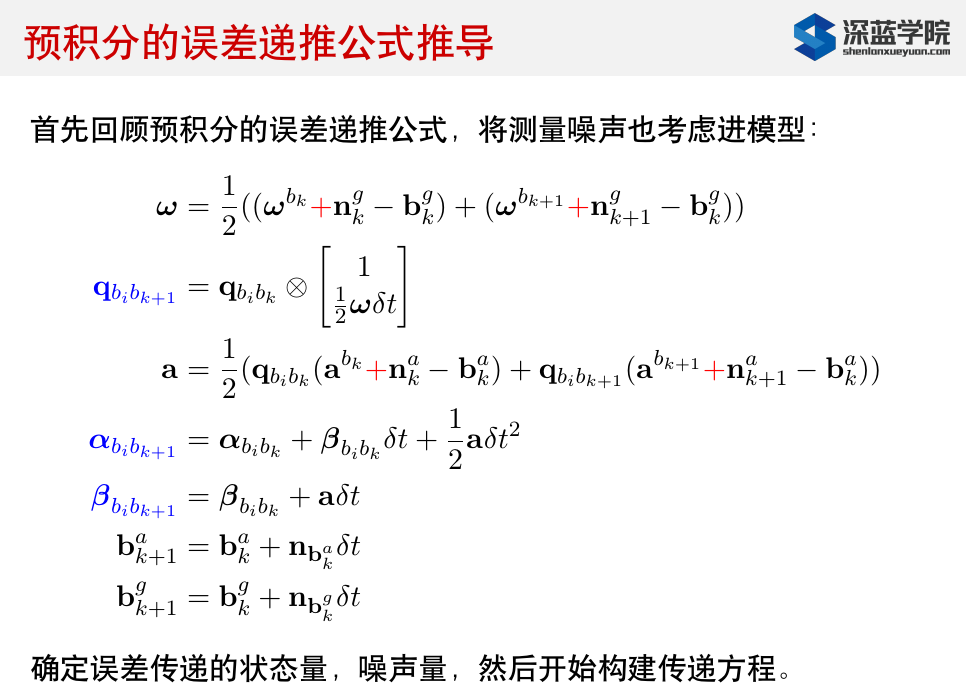 预积分的误差递推公式推导
深蓝学院
shenlanxueyuan.com
首先回顾预积分的误差递推公式，将测量噪声也考虑进模型：
$\boldsymbol{\omega} = \frac{1}{2}((\boldsymbol{\omega}^{b_k} + \mathbf{n}_k^g - \mathbf{b}_k^g) + (\boldsymbol{\omega}^{b_{k+1}} + \mathbf{n}_{k+1}^g - \mathbf{b}_k^g))$
$\mathbf{q}_{b_i b_{k+1}} = \mathbf{q}_{b_i b_k} \otimes \begin{bmatrix} 1 \\ \frac{1}{2}\boldsymbol{\omega}\delta t \end{bmatrix}$
$\mathbf{a} = \frac{1}{2}(\mathbf{q}_{b_i b_k}(\mathbf{a}^{b_k} + \mathbf{n}_k^a - \mathbf{b}_k^a) + \mathbf{q}_{b_i b_{k+1}}(\mathbf{a}^{b_{k+1}} + \mathbf{n}_{k+1}^a - \mathbf{b}_k^a))$
$\boldsymbol{\alpha}_{b_i b_{k+1}} = \boldsymbol{\alpha}_{b_i b_k} + \boldsymbol{\beta}_{b_i b_k}\delta t + \frac{1}{2}\mathbf{a}\delta t^2$
$\boldsymbol{\beta}_{b_i b_{k+1}} = \boldsymbol{\beta}_{b_i b_k} + \mathbf{a}\delta t$
$\mathbf{b}_{k+1}^a = \mathbf{b}_k^a + \mathbf{n}_{\mathbf{b}_k^a}\delta t$
$\mathbf{b}_{k+1}^g = \mathbf{b}_k^g + \mathbf{n}_{\mathbf{b}_k^g}\delta t$
确定误差传递的状态量，噪声量，然后开始构建传递方程。